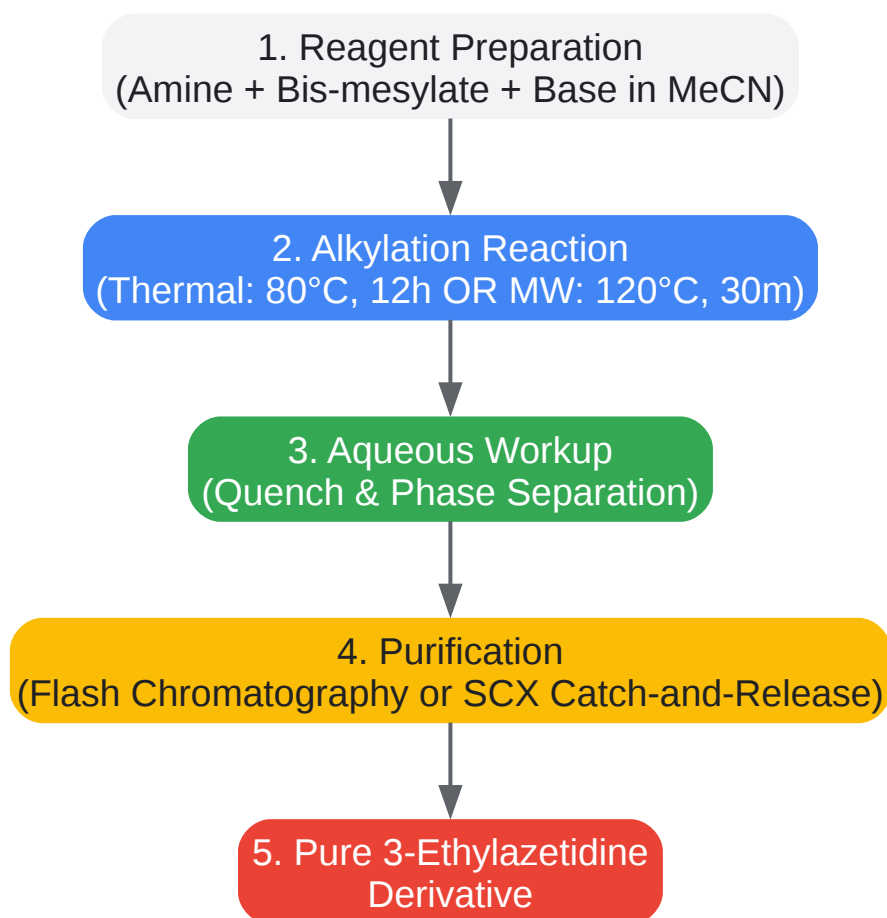 1. Reagent Preparation
(Amine + Bis-mesylate + Base in MeCN)
2. Alkylation Reaction
(Thermal: 80°C, 12h OR MW: 120°C, 30m)
3. Aqueous Workup
(Quench & Phase Separation)
4. Purification
(Flash Chromatography or SCX Catch-and-Release)
5. Pure 3-Ethylazetidine
Derivative